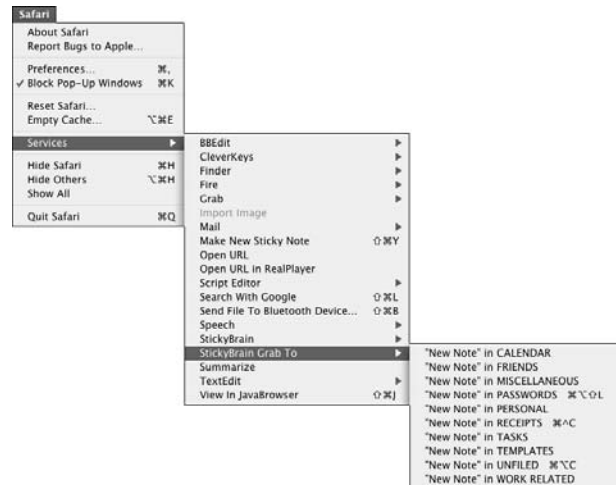 Safari
About Safari
Report Bugs to Apple...
Preferences... ⌘,
✓ Block Pop-Up Windows ⌘K
Reset Safari...
Empty Cache... ⌥⌘E
Services ▶
Hide Safari ⌘H
Hide Others ⌥⌘H
Show All
Quit Safari ⌘Q
BBEdit ▶
CleverKeys ▶
Finder ▶
Fire ▶
Grab ▶
Import Image
Mail ▶
Make New Sticky Note ⇧⌘Y
Open URL
Open URL in RealPlayer
Script Editor ▶
Search With Google ⇧⌘L
Send File To Bluetooth Device... ⇧⌘B
Speech ▶
StickyBrain ▶
StickyBrain Grab To ▶
Summarize
TextEdit ▶
View In JavaBrowser ⇧⌘J
"New Note" in CALENDAR
"New Note" in FRIENDS
"New Note" in MISCELLANEOUS
"New Note" in PASSWORDS ⌘⌥⇧L
"New Note" in PERSONAL
"New Note" in RECEIPTS ⌘^C
"New Note" in TASKS
"New Note" in TEMPLATES
"New Note" in UNFILED ⌘⌥C
"New Note" in WORK RELATED